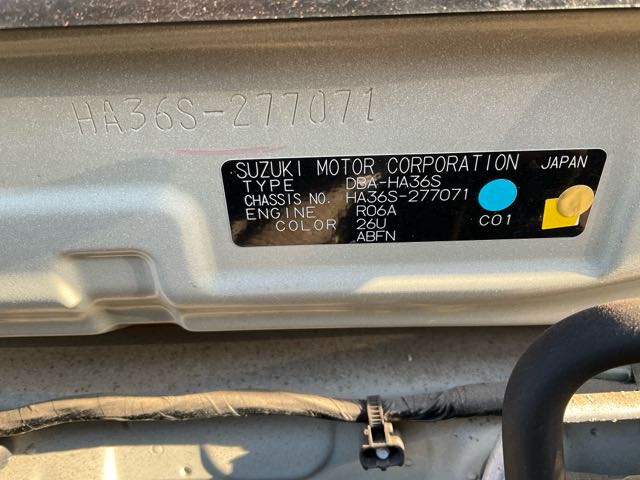 HA36S-277071
SUZUKI MOTOR CORPORATION JAPAN
TYPE DBA-HA36S
CHASSIS NO. HA36S-277071
ENGINE R06A
COLOR 26U
ABFN
C01